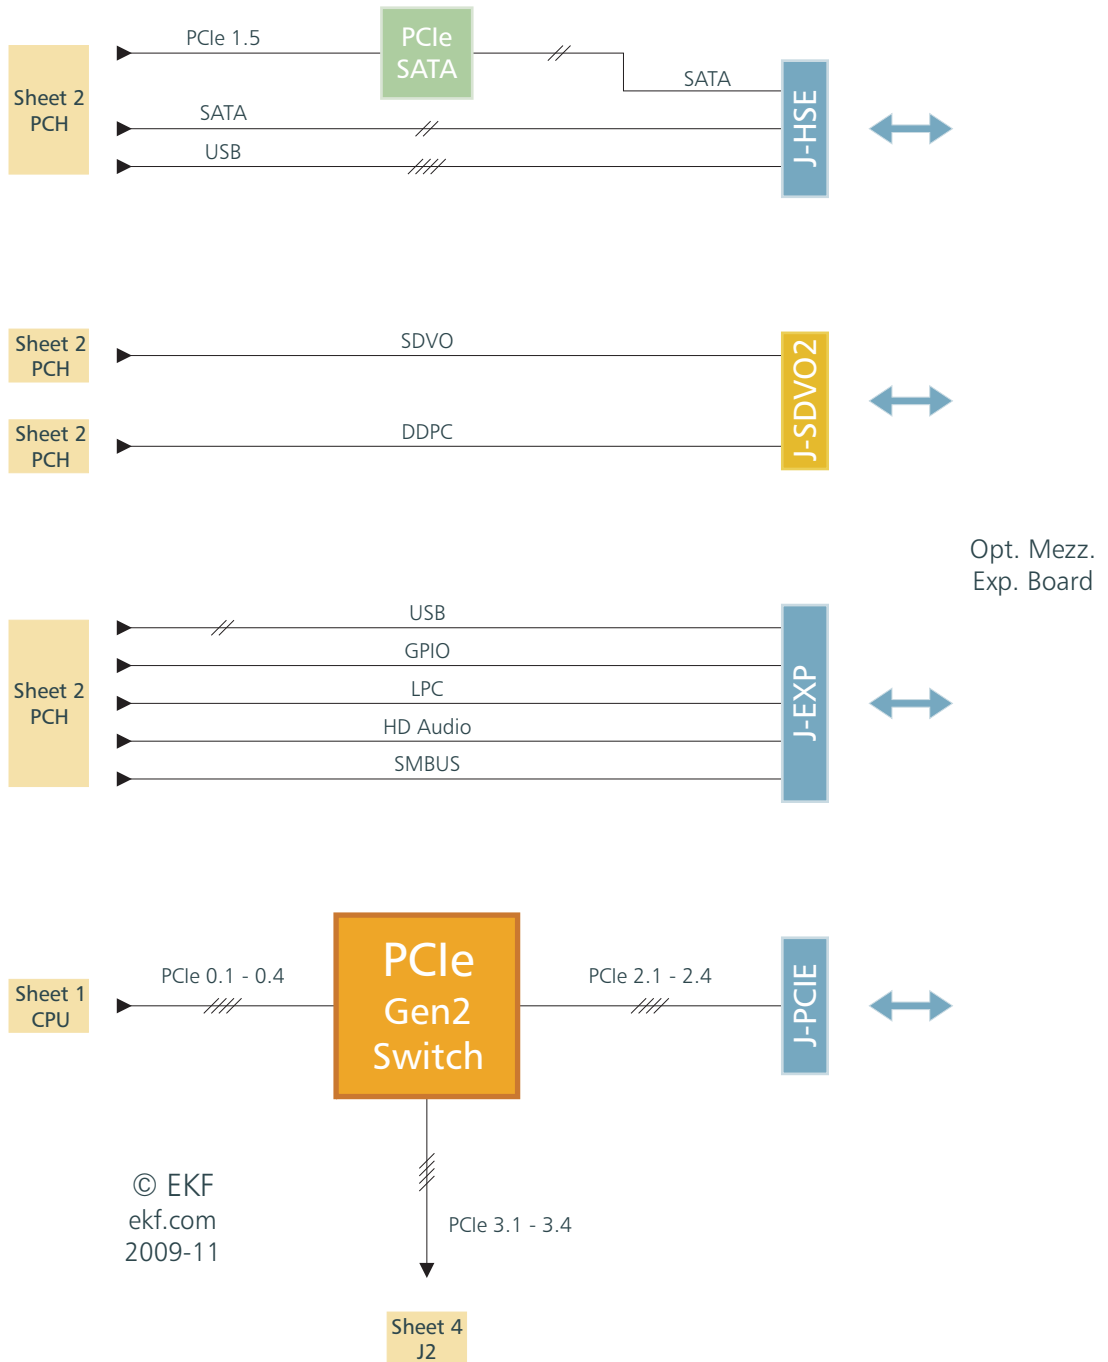 PCIe 1.5
PCIe
SATA
SATA
Sheet 2
PCH
SATA
USB
J-HSE
Sheet 2
PCH
SDVO
Sheet 2
PCH
DDPC
J-SDVO2
Opt. Mezz.
Exp. Board
Sheet 2
PCH
USB
GPIO
LPC
HD Audio
SMBUS
J-EXP
Sheet 1
CPU
PCIe 0.1 - 0.4
PCIe
Gen2
Switch
PCIe 2.1 - 2.4
J-PCIE
© EKF
ekf.com
2009-11
PCIe 3.1 - 3.4
Sheet 4
J2